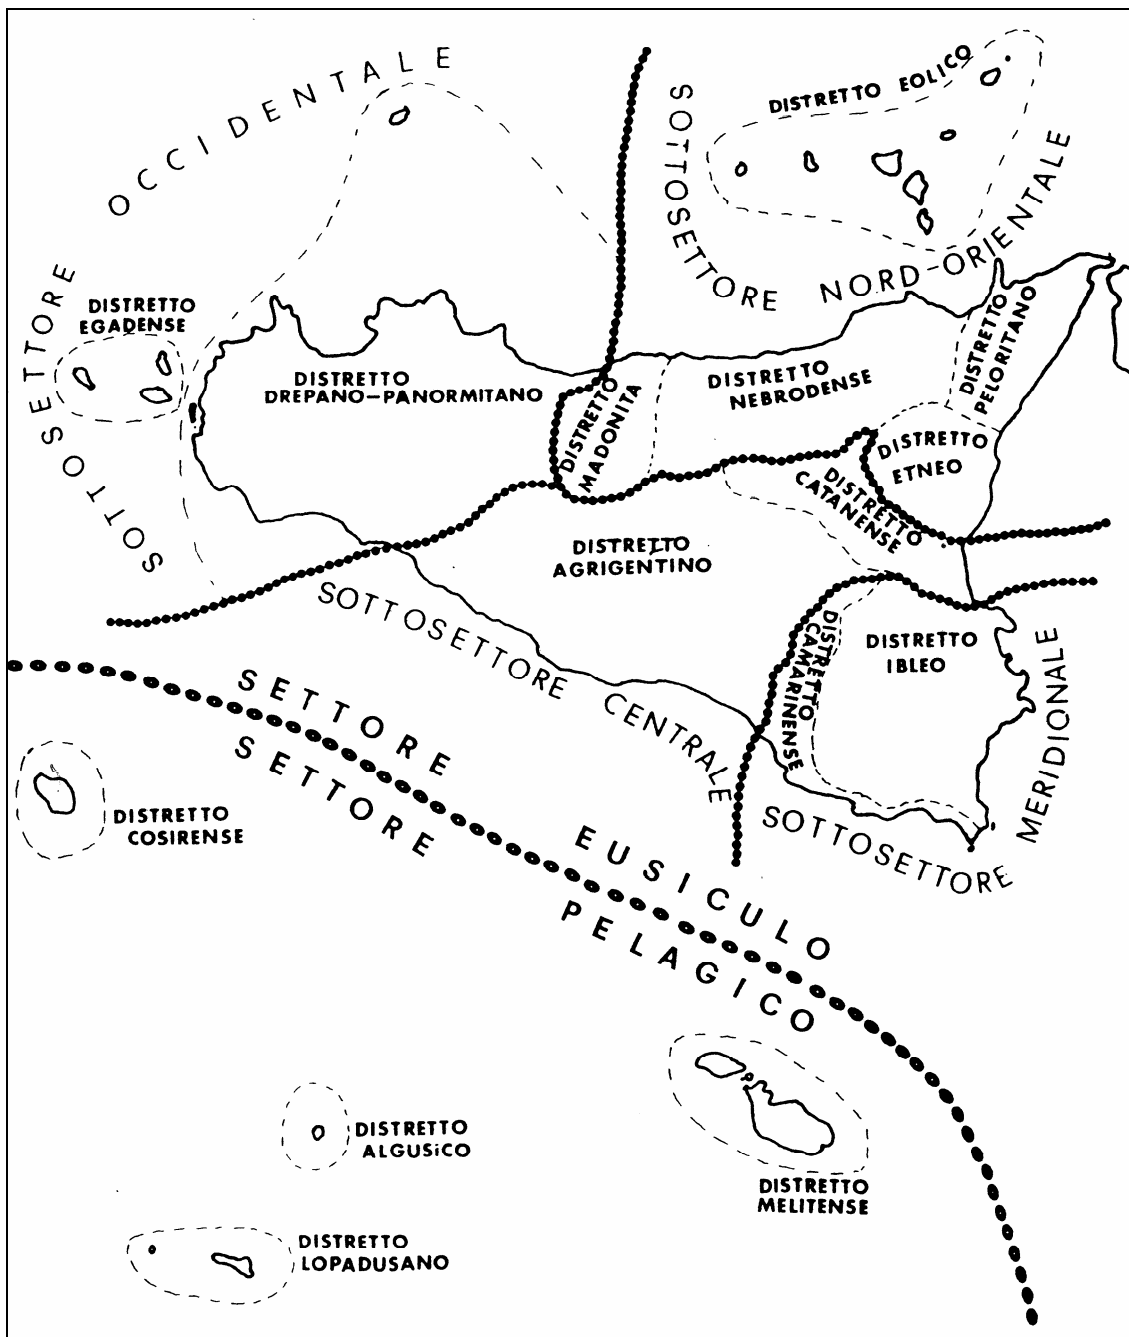 SOTTOSETTORE OCCIDENTALE
SOTTOSETTORE
NORD-ORIENTALE
DISTRETTO EOLICO
DISTRETTO
EGADENSE
DISTRETTO
DREPANO-PANORMITANO
DISTRETTO
MADONITA
DISTRETTO
NEBRODENSE
DISTRETTO
PELORITANO
DISTRETTO
ETNEO
DISTRETTO
CATANENSE
DISTRETTO
AGRIGENTINO
SOTTOSETTORE CENTRALE
DISTRETTO
CAMARINENSE
DISTRETTO
IBLEO
SOTTOSETTORE MERIDIONALE
SETTORE EUSICULO
SETTORE PELAGICO
DISTRETTO
COSIRENSE
DISTRETTO
ALGUSiCO
DISTRETTO
MELITENSE
DISTRETTO
LOPADUSANO